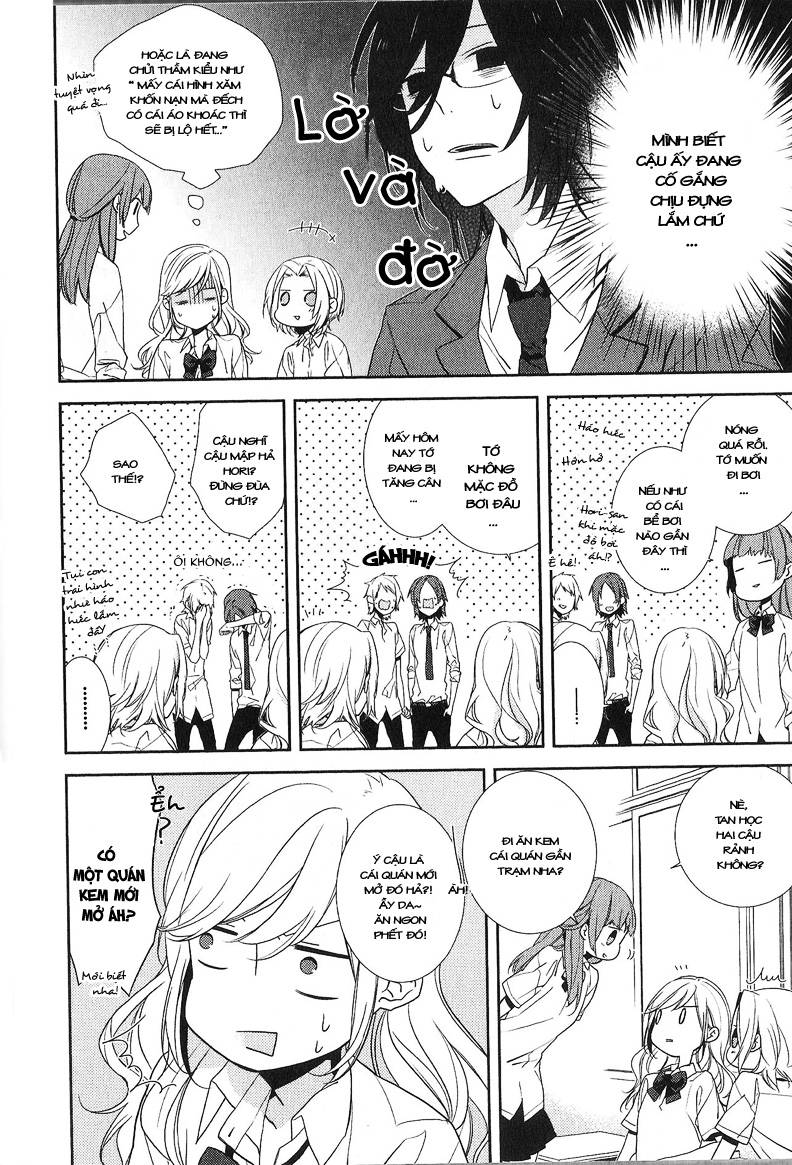 MÌNH BIẾT
CẬU ẤY ĐANG
CỐ GẮNG
CHỊU ĐỰNG
LẮM CHỨ
...
Lờ
và
đờ
HOẶC LÀ ĐANG
CHỬI THẦM KIỂU NHƯ
“ MẤY CÁI HÌNH XĂM
KHỐN NẠN MÀ ĐẾCH
CÓ CÁI ÁO KHOÁC THÌ
SẼ BỊ LỘ HẾT...”
Nhìn
tuyệt vọng
quá đi...
NÓNG
QUÁ RỒI.
TỚ MUỐN
ĐI BƠI
...
NẾU NHƯ
CÓ CÁI
BỂ BƠI
NÀO GẦN
ĐÂY THÌ
...
Háo hức
Hớn hở
Hori-san
khi mặc
đồ bơi
áh!?
Ê hê!
......!
TỚ
KHÔNG
MẶC ĐỒ
BƠI ĐÂU
...
MẤY HÔM
NAY TỚ
ĐANG BỊ
TĂNG CÂN
...
GÁHHH!
CẬU NGHĨ
CẬU MẬP HẢ
HORI?
ĐỪNG ĐÙA
CHỨ!?
SAO
THẾ!?
ÔI KHÔNG...
Tụi con
trai hình
như háo
hức lắm
đấy
......
NÈ,
TAN HỌC
HAI CẬU
RẢNH
KHÔNG?
ĐI ĂN KEM
CÁI QUÁN GẦN
TRẠM NHA?
Ý CẬU LÀ
CÁI QUÁN MỚI
MỞ ĐÓ HẢ?!
ẤY DA~
ĂN NGON
PHẾT ĐÓ!
ÁH!
Ểh
?
CÓ
MỘT QUÁN
KEM MỚI
MỞ ÁH?
Mới biết
nha!